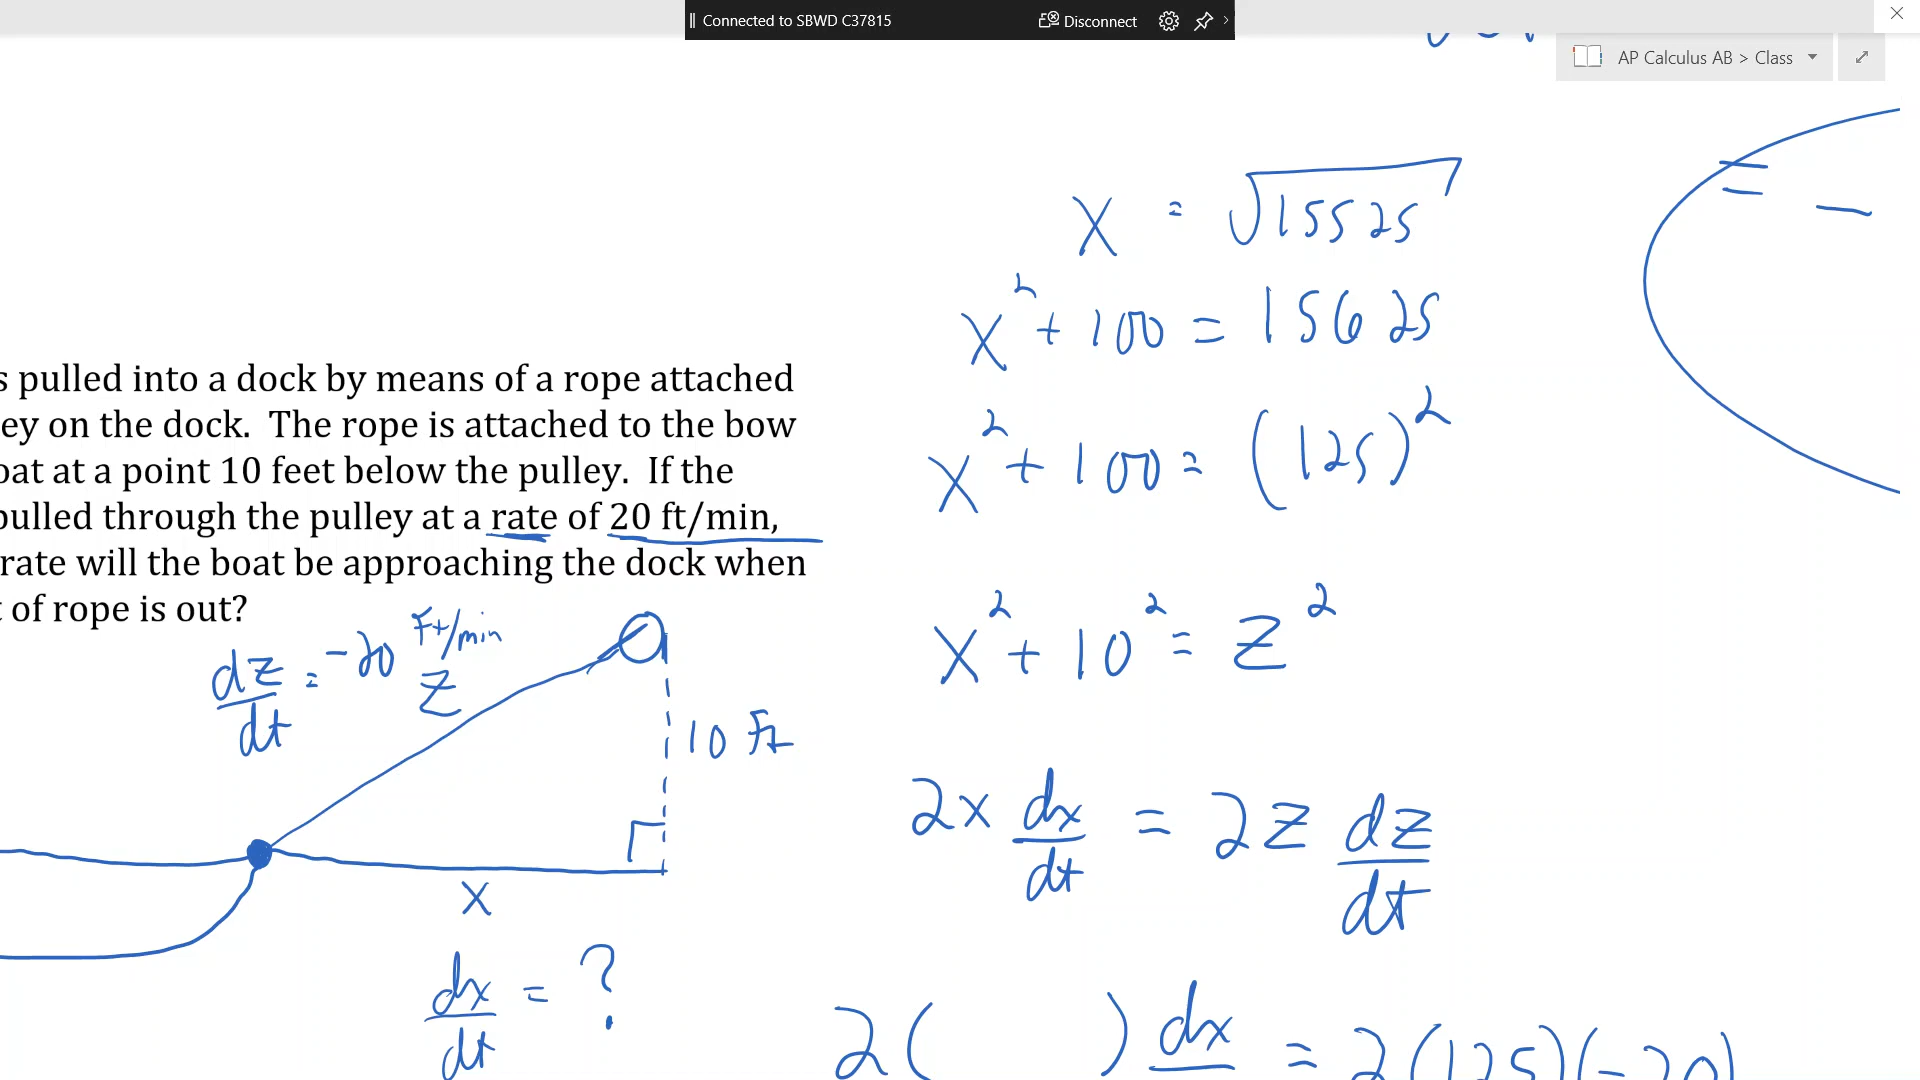 Connected to SBWD C37815 Disconnect
AP Calculus AB > Class
x = √15525
= -
x² + 100 = 15625
s pulled into a dock by means of a rope attached
ey on the dock. The rope is attached to the bow
oat at a point 10 feet below the pulley. If the
pulled through the pulley at a rate of 20 ft/min,
rate will the boat be approaching the dock when
t of rope is out?
x² + 100 = (125)²
x² + 10² = z²
dz/dt = -20 Ft/min
z
10 Ft
2x dx/dt = 2z dz/dt
x
dx/dt = ?
2( ) dx = 2(125)(-20)